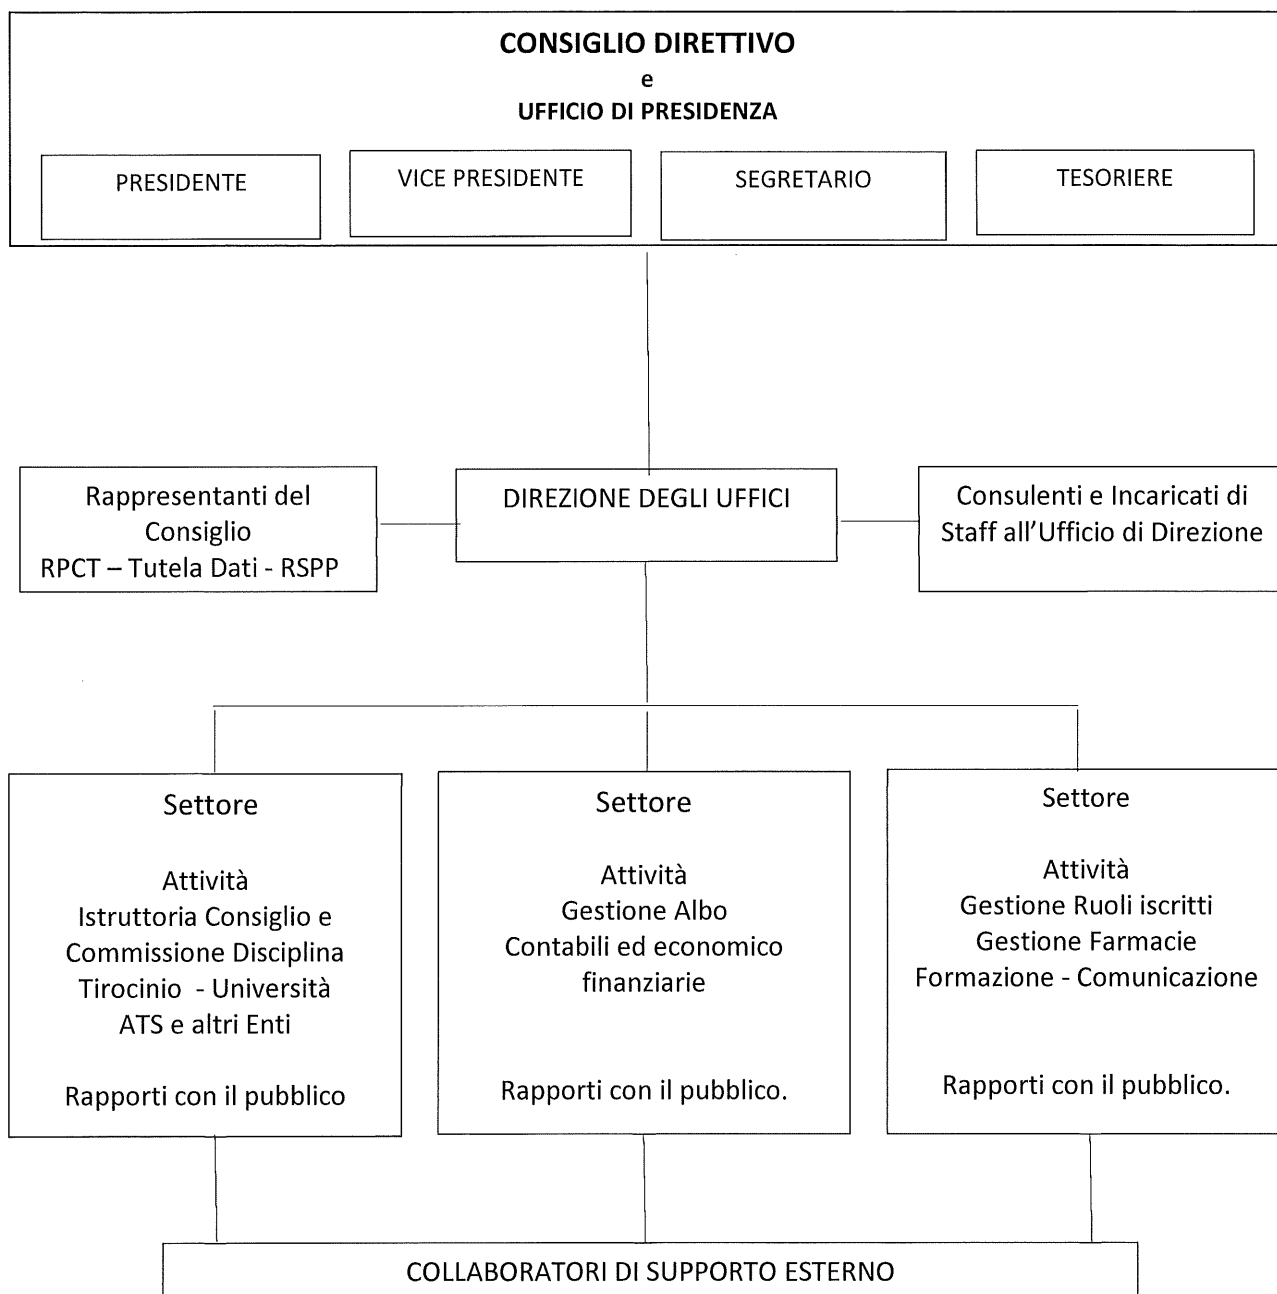 CONSIGLIO DIRETTIVO
e
UFFICIO DI PRESIDENZA
PRESIDENTE
VICE PRESIDENTE
SEGRETARIO
TESORIERE
Rappresentanti del
Consiglio
RPCT – Tutela Dati - RSPP
DIREZIONE DEGLI UFFICI
Consulenti e Incaricati di
Staff all'Ufficio di Direzione
Settore
Attività
Istruttoria Consiglio e
Commissione Disciplina
Tirocinio - Università
ATS e altri Enti
Rapporti con il pubblico
Settore
Attività
Gestione Albo
Contabili ed economico
finanziarie
Rapporti con il pubblico.
Settore
Attività
Gestione Ruoli iscritti
Gestione Farmacie
Formazione - Comunicazione
Rapporti con il pubblico.
COLLABORATORI DI SUPPORTO ESTERNO